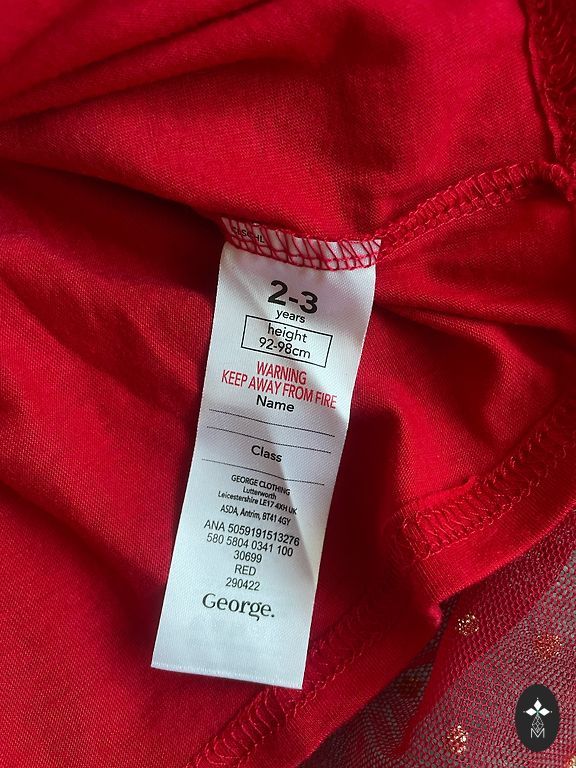 2-3
years
height
92-98cm
WARNING
KEEP AWAY FROM FIRE
Name
Class
GEORGE CLOTHING
Lutterworth
Leicestershire LE17 4XH UK
ASDA, Antrim, BT41 4GY
ANA 5059191513276
580 5804 0341 100
30699
RED
290422
George.
M